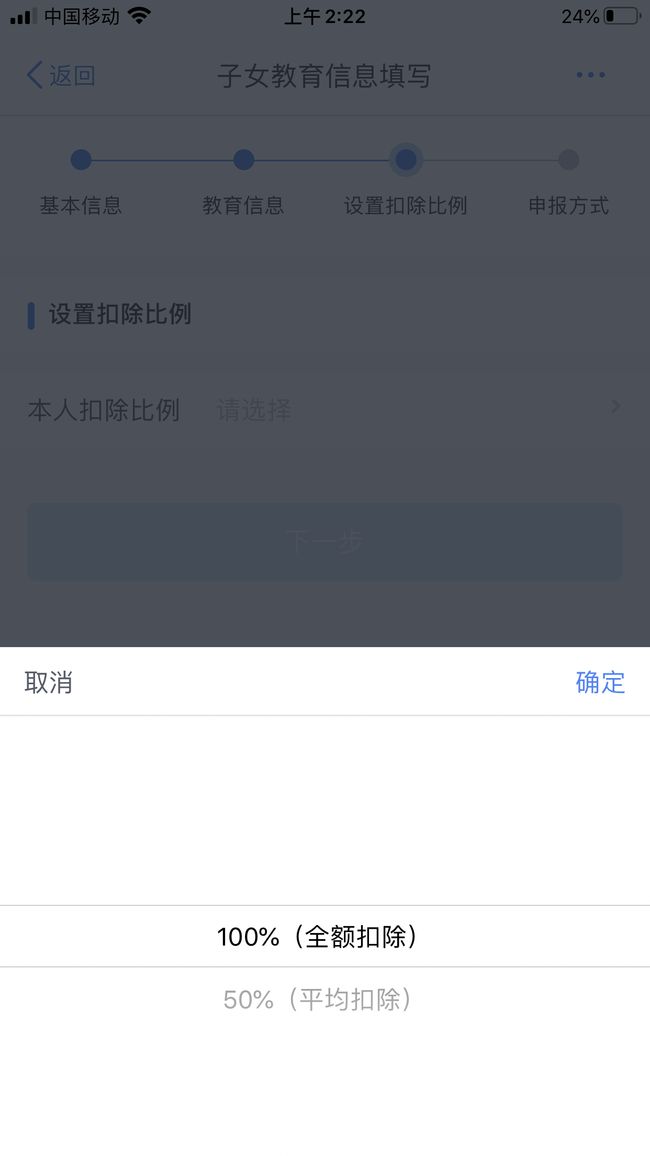 中国移动 上午 2:22 24%
返回 子女教育信息填写
基本信息 教育信息 设置扣除比例 申报方式
设置扣除比例
本人扣除比例 请选择
下一步
取消 确定
100%（全额扣除）
50%（平均扣除）